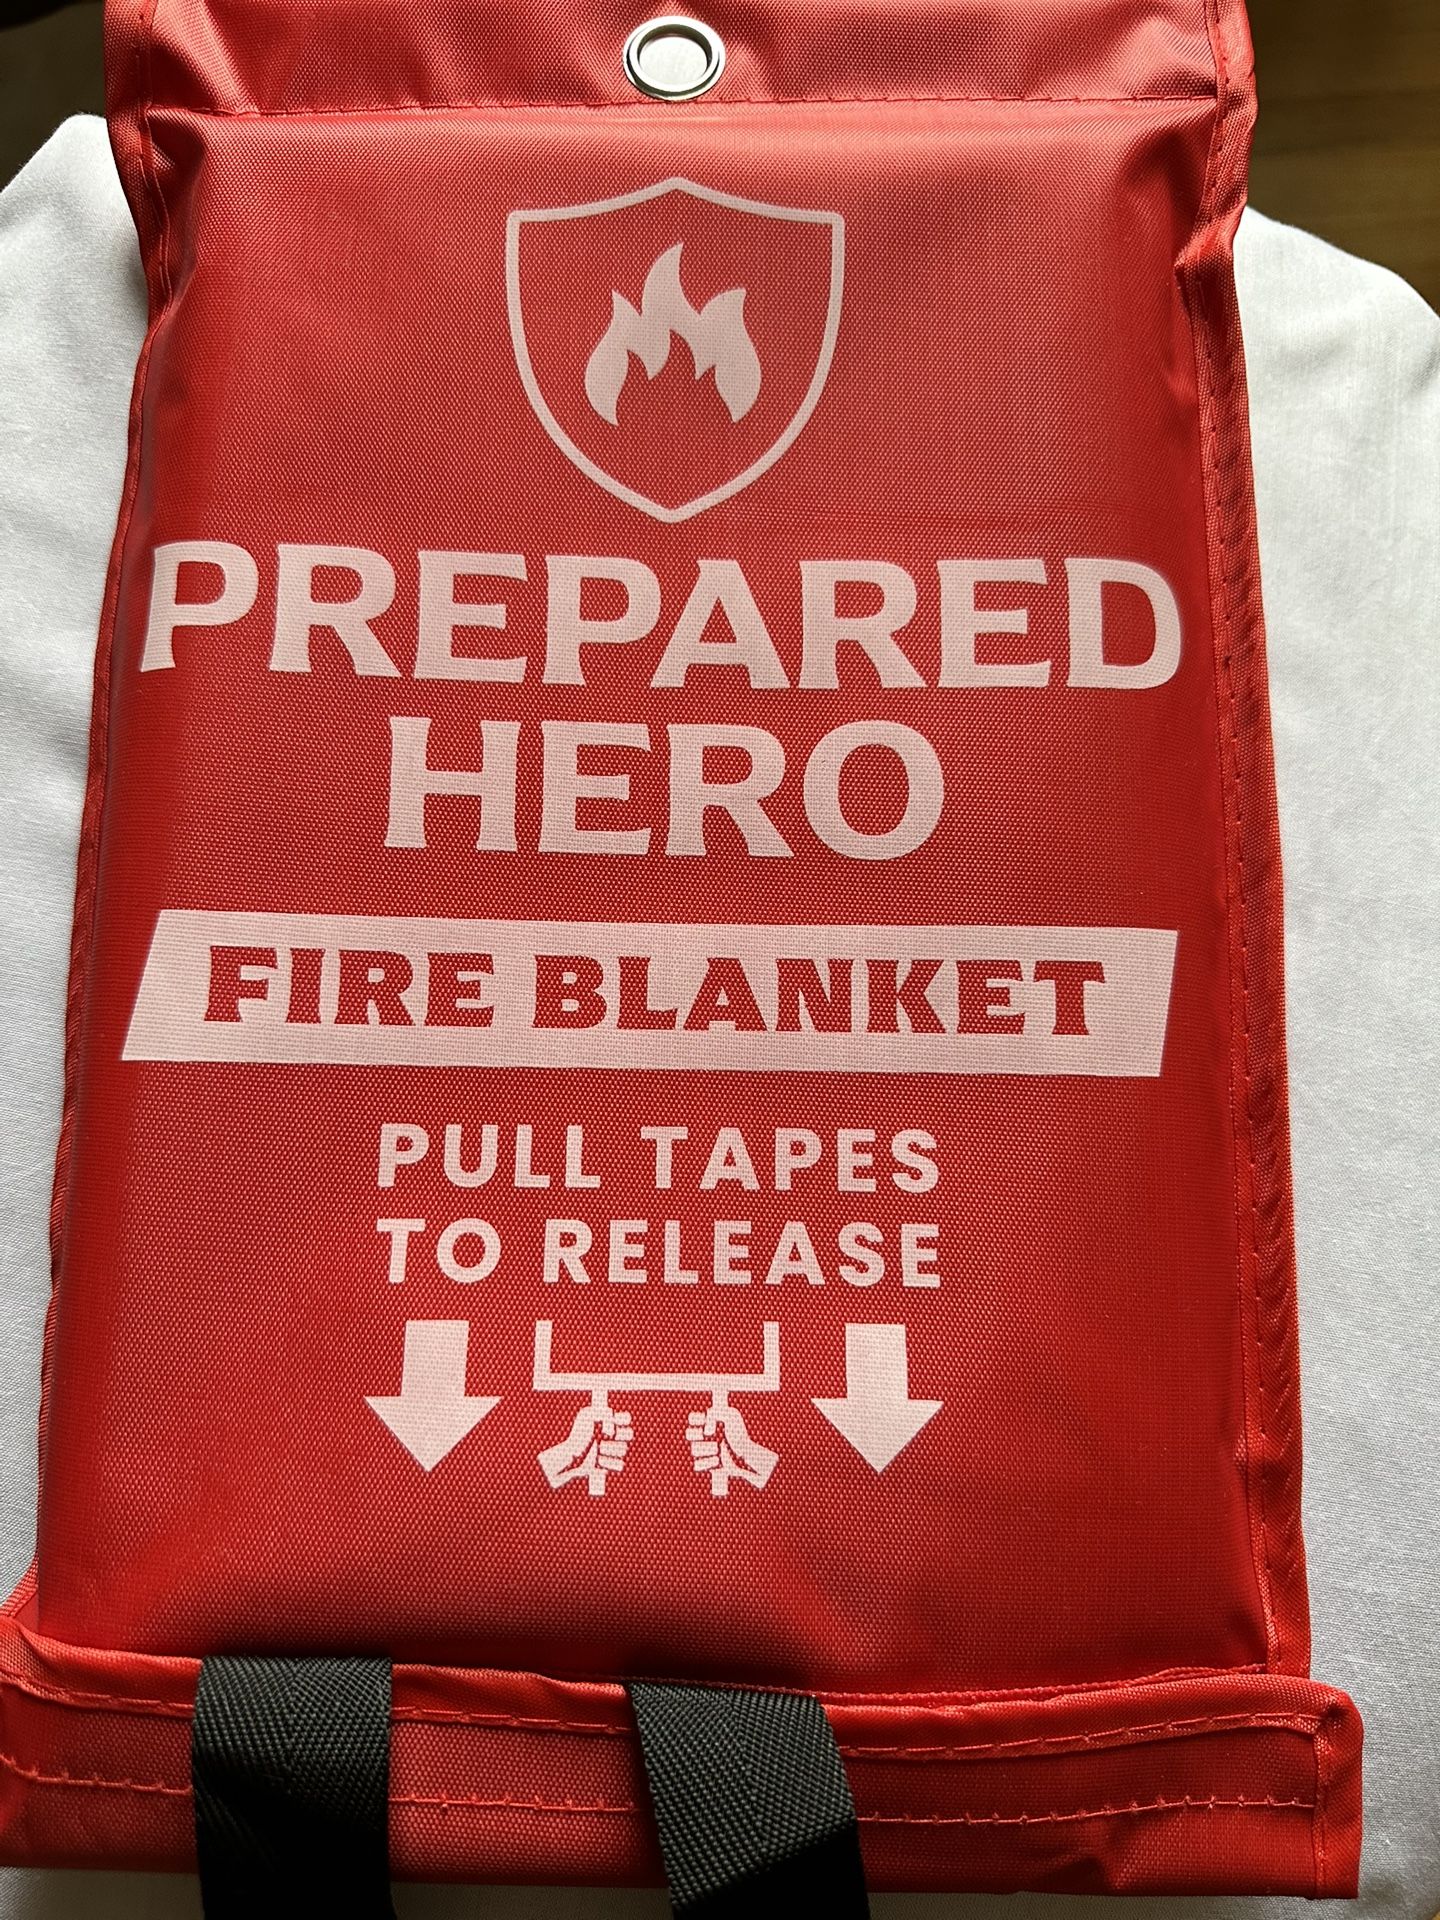 PREPARED
HERO
FIRE BLANKET
PULL TAPES
TO RELEASE